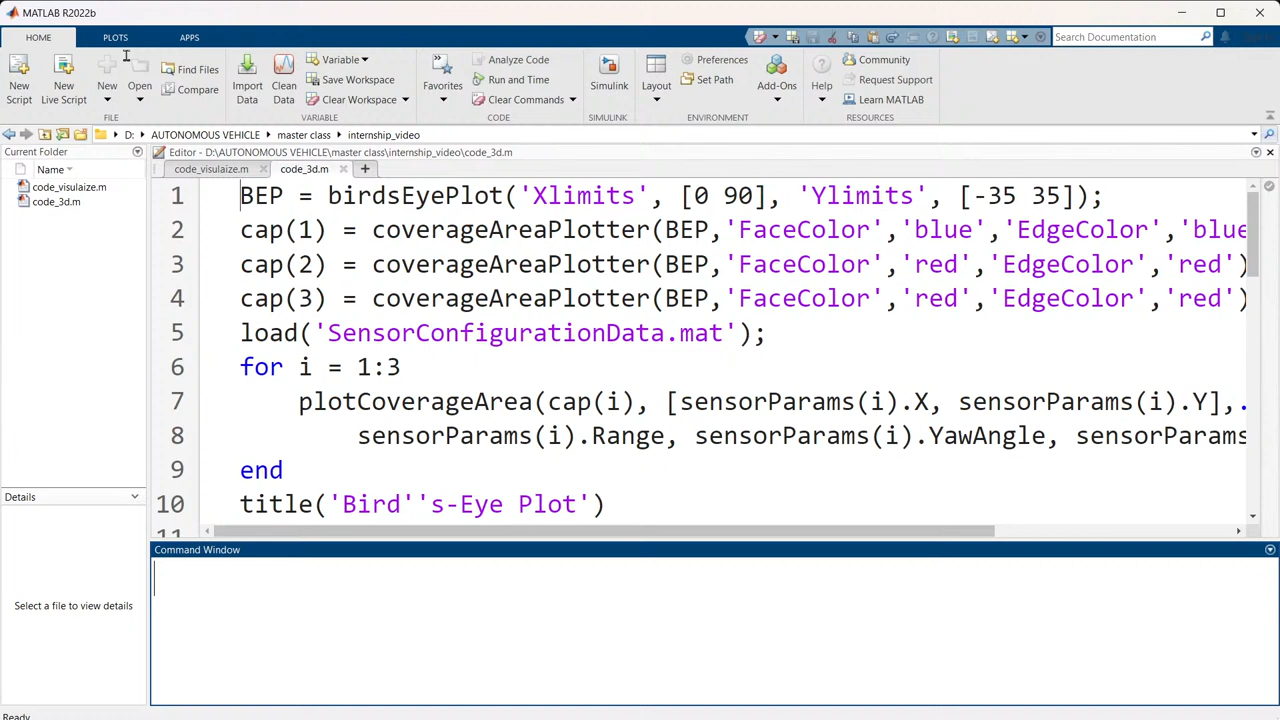 MATLAB R2022b
HOME
PLOTS
APPS
Search Documentation
New
Script
New
Live Script
New
Open
Find Files
Compare
FILE
Import
Data
Clean
Data
Variable
Save Workspace
Clear Workspace
VARIABLE
Favorites
Analyze Code
Run and Time
Clear Commands
CODE
Simulink
SIMULINK
Layout
Preferences
Set Path
Add-Ons
ENVIRONMENT
Help
Community
Request Support
Learn MATLAB
RESOURCES
D: AUTONOMOUS VEHICLE master class internship_video
Current Folder
Name
code_visulaize.m
code_3d.m
Details
Select a file to view details
Editor - D:\AUTONOMOUS VEHICLE\master class\internship_video\code_3d.m
code_visulaize.m
code_3d.m
1 BEP = birdsEyePlot('Xlimits', [0 90], 'Ylimits', [-35 35]);
2 cap(1) = coverageAreaPlotter(BEP,'FaceColor','blue','EdgeColor','blue
3 cap(2) = coverageAreaPlotter(BEP,'FaceColor','red','EdgeColor','red')
4 cap(3) = coverageAreaPlotter(BEP,'FaceColor','red','EdgeColor','red')
5 load('SensorConfigurationData.mat');
6 for i = 1:3
7 plotCoverageArea(cap(i), [sensorParams(i).X, sensorParams(i).Y],.
8 sensorParams(i).Range, sensorParams(i).YawAngle, sensorParams
9 end
10 title('Bird''s-Eye Plot')
11
Command Window
Ready